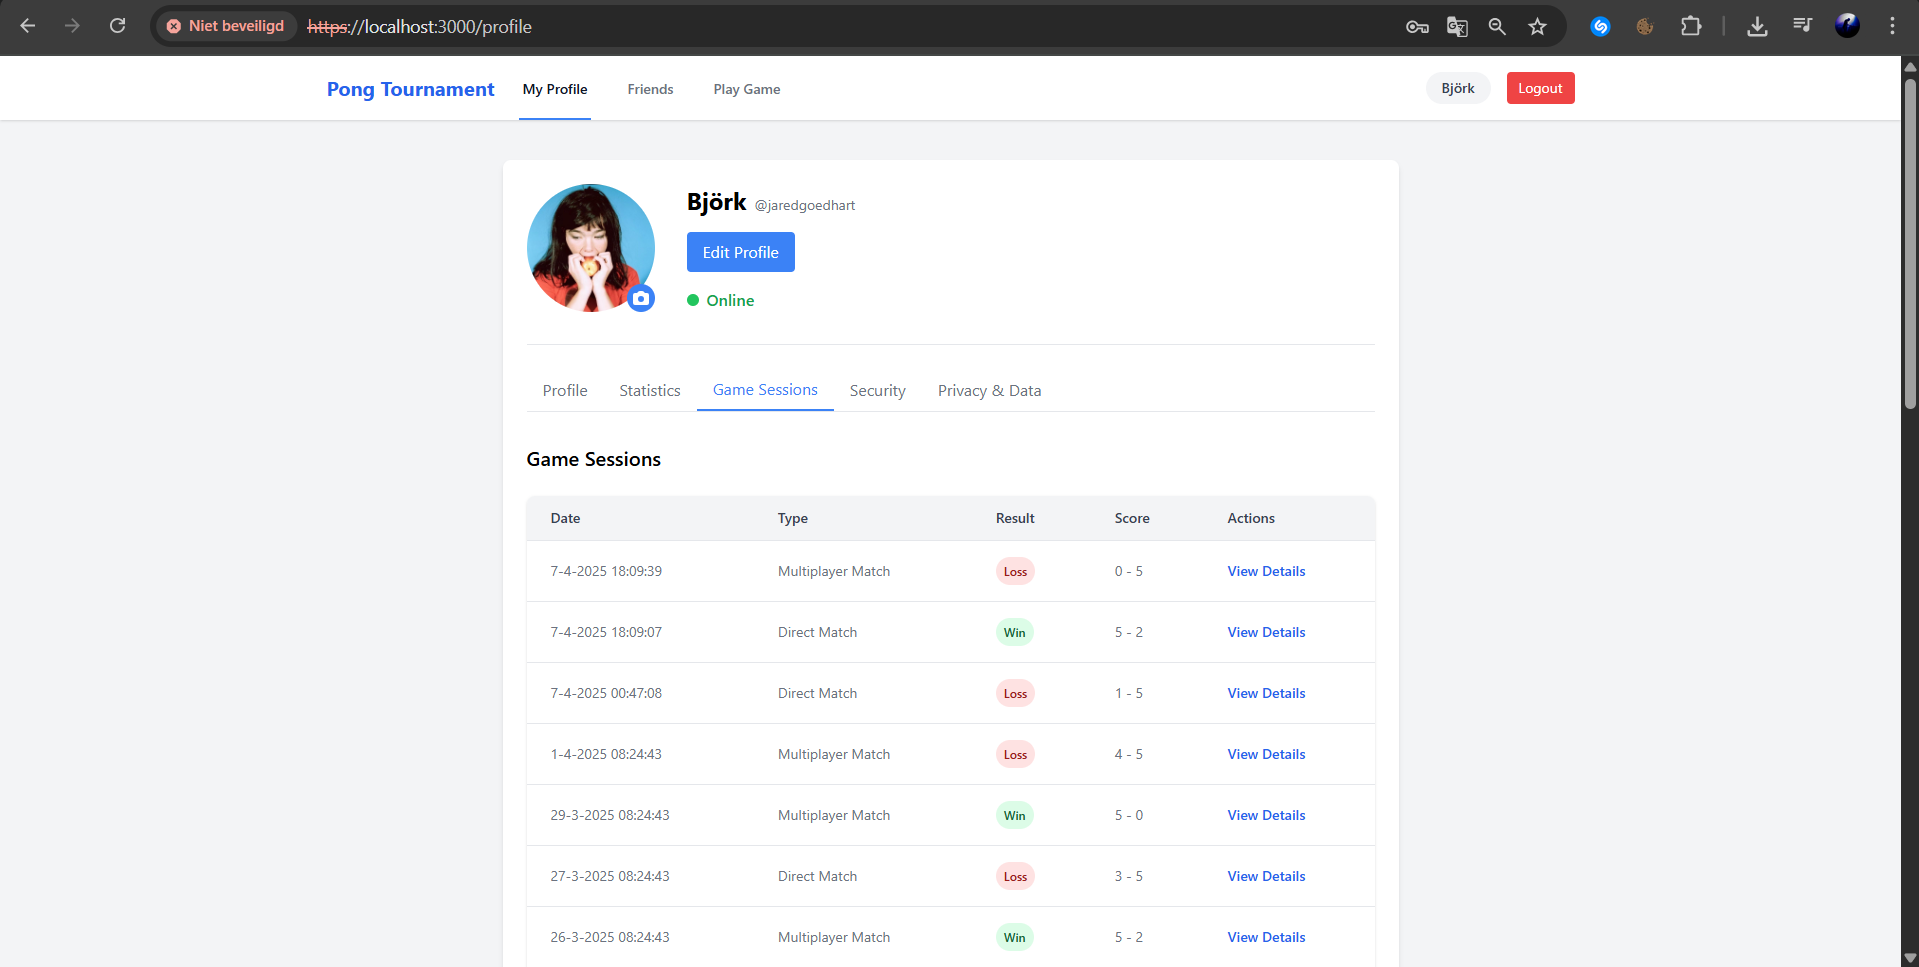 Niet beveiligd https://localhost:3000/profile
Pong Tournament My Profile Friends Play Game Björk Logout
Björk @jaredgoedhart
Edit Profile
Online
Profile Statistics Game Sessions Security Privacy & Data
Game Sessions
Date Type Result Score Actions
7-4-2025 18:09:39 Multiplayer Match Loss 0 - 5 View Details
7-4-2025 18:09:07 Direct Match Win 5 - 2 View Details
7-4-2025 00:47:08 Direct Match Loss 1 - 5 View Details
1-4-2025 08:24:43 Multiplayer Match Loss 4 - 5 View Details
29-3-2025 08:24:43 Multiplayer Match Win 5 - 0 View Details
27-3-2025 08:24:43 Direct Match Loss 3 - 5 View Details
26-3-2025 08:24:43 Multiplayer Match Win 5 - 2 View Details